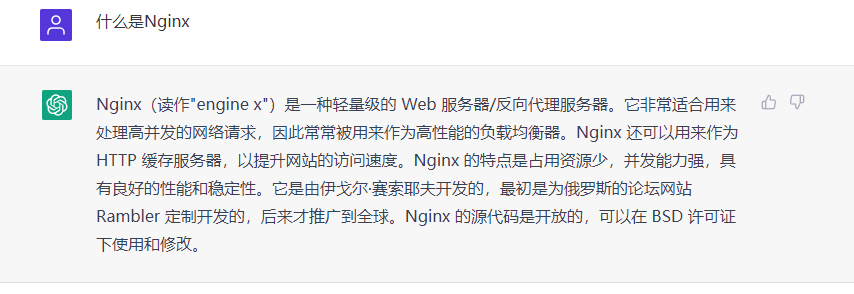 什么是Nginx
Nginx（读作"engine x"）是一种轻量级的 Web 服务器/反向代理服务器。它非常适合用来
处理高并发的网络请求，因此常常被用来作为高性能的负载均衡器。Nginx 还可以用来作为
HTTP 缓存服务器，以提升网站的访问速度。Nginx 的特点是占用资源少，并发能力强，具
有良好的性能和稳定性。它是由伊戈尔·赛索耶夫开发的，最初是为俄罗斯的论坛网站
Rambler 定制开发的，后来才推广到全球。Nginx 的源代码是开放的，可以在 BSD 许可证
下使用和修改。